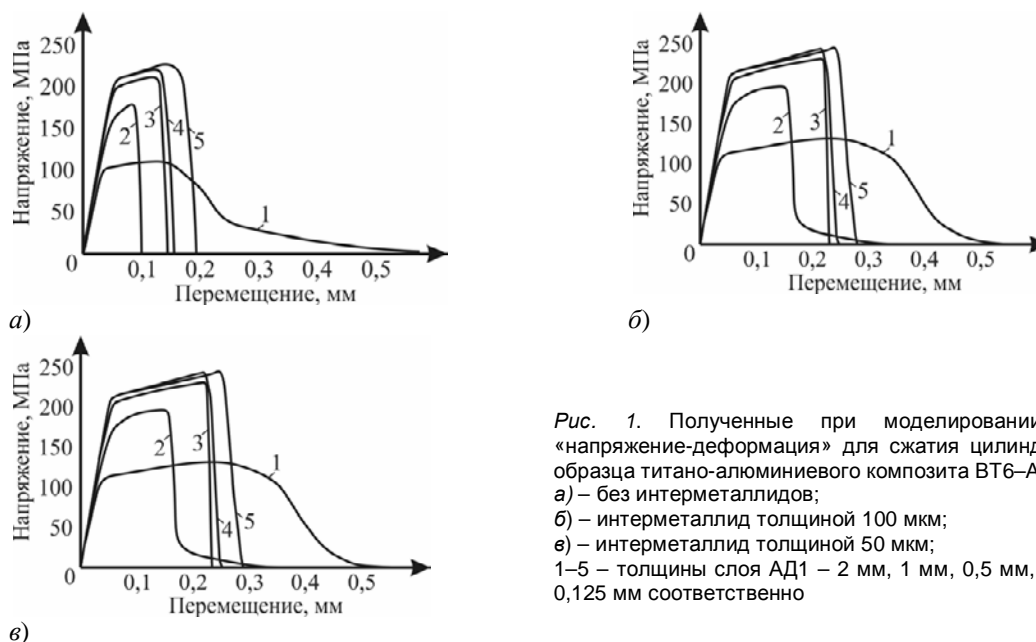 Напряжение, МПа
250
200
150
100
50
0
0,1
0,2
0,3
0,4
0,5
Перемещение, мм
2
3
4
5
1
а)
Напряжение, МПа
250
200
150
100
50
0
0,1
0,2
0,3
0,4
0,5
Перемещение, мм
2
3
1
4
5
б)
Напряжение, МПа
250
200
150
100
50
0
0,1
0,2
0,3
0,4
0,5
Перемещение, мм
2
3
1
4
5
в)
Рис. 1. Полученные при моделировании
«напряжение-деформация» для сжатия цилинд
образца титано-алюминиевого композита ВТ6–А
а) – без интерметаллидов;
б) – интерметаллид толщиной 100 мкм;
в) – интерметаллид толщиной 50 мкм;
1–5 – толщины слоя АД1 – 2 мм, 1 мм, 0,5 мм,
0,125 мм соответственно